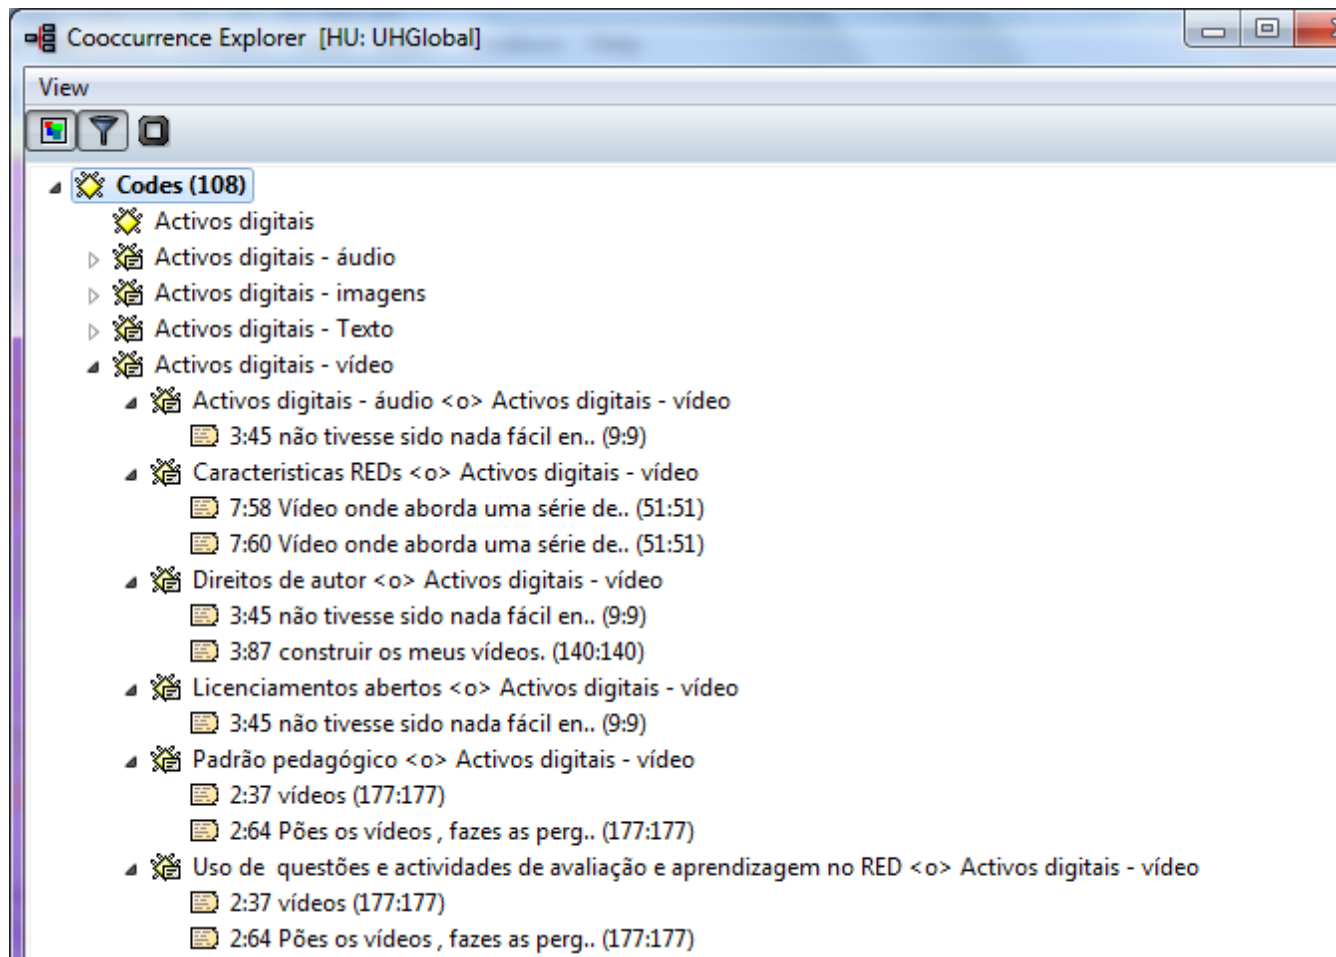 Cooccurrence Explorer [HU: UHGlobal]
View
Codes (108)
Activos digitais
Activos digitais - áudio
Activos digitais - imagens
Activos digitais - Texto
Activos digitais - vídeo
Activos digitais - áudio <o> Activos digitais - vídeo
3:45 não tivesse sido nada fácil en.. (9:9)
Caracteristicas REDs <o> Activos digitais - vídeo
7:58 Vídeo onde aborda uma série de.. (51:51)
7:60 Vídeo onde aborda uma série de.. (51:51)
Direitos de autor <o> Activos digitais - vídeo
3:45 não tivesse sido nada fácil en.. (9:9)
3:87 construir os meus vídeos. (140:140)
Licenciamentos abertos <o> Activos digitais - vídeo
3:45 não tivesse sido nada fácil en.. (9:9)
Padrão pedagógico <o> Activos digitais - vídeo
2:37 vídeos (177:177)
2:64 Pões os vídeos , fazes as perg.. (177:177)
Uso de  questões e actividades de avaliação e aprendizagem no RED <o> Activos digitais - vídeo
2:37 vídeos (177:177)
2:64 Pões os vídeos , fazes as perg.. (177:177)